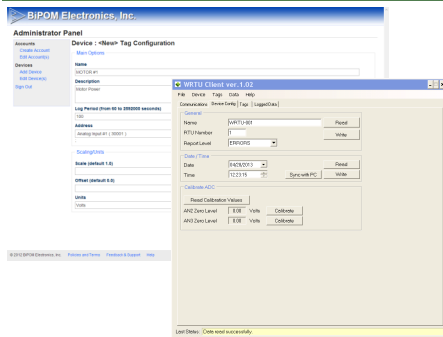 BiPOM Electronics, Inc.
Administrator Panel
Accounts
Create Account
Edit Account(s)
Devices
Add Device
Edit Device(s)
Sign Out
Device : <New> Tag Configuration
Main Options
Name
MOTOR #1
Description
Motor Power
Log Period (From 60 to 2592000 seconds)
100
Address
Analog Input #1 ( 30001 )
Scaling/Units
Scale (default 1.0)
Offset (default 0.0)
Units
Volts
© 2012 BiPOM Electronics, Inc. Policies and Terms Feedback & Support Help
WRTU Client ver.1.02
File Device Tags Data Help
Communications Device Config Tags Logged Data
General
Name WRTU-001 Read
RTU Number 1 Write
Report Level ERRORS
Date / Time
Date 04/28/2013 Read
Time 12:23:15 Sync with PC Write
Calibrate ADC
Read Calibration Values
AN2 Zero Level 0.00 Volts Calibrate
AN3 Zero Level 0.00 Volts Calibrate
Last Status: Date read successfully.